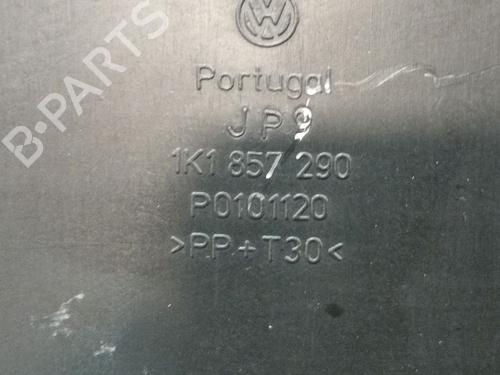 B-PARTS
Portugal
JP9
1K1 857 290
P0101120
>PP+T30<